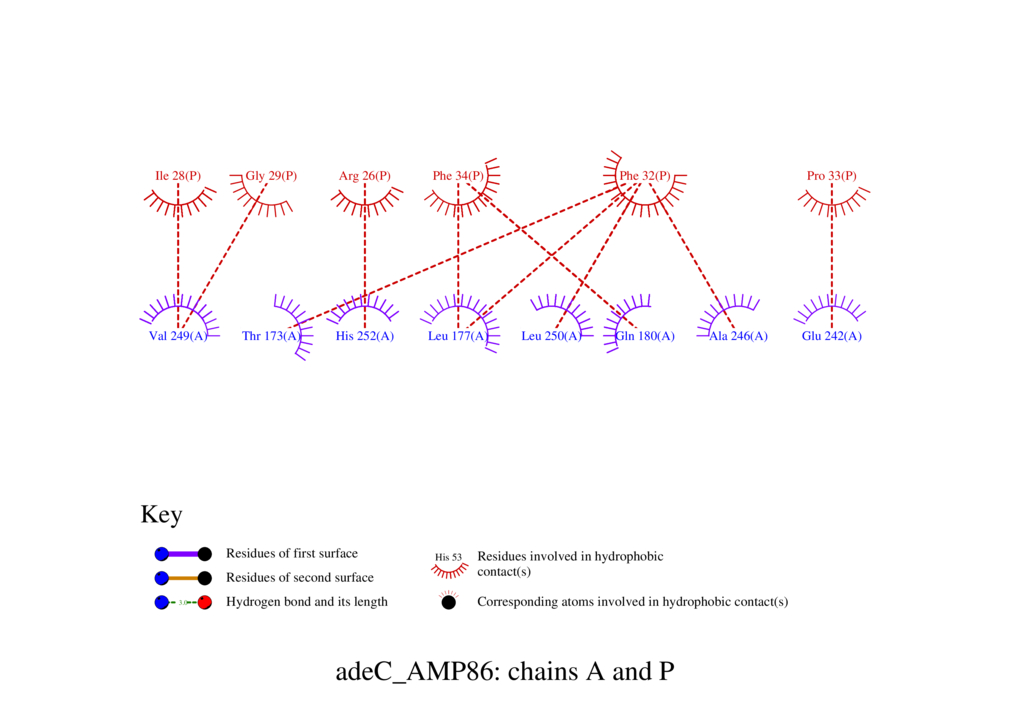 Ile 28(P) Gly 29(P) Arg 26(P) Phe 34(P) Phe 32(P) Pro 33(P)
Val 249(A) Thr 173(A) His 252(A) Leu 177(A) Leu 250(A) Gln 180(A) Ala 246(A) Glu 242(A)
Key
Residues of first surface
Residues of second surface
3.0 Hydrogen bond and its length
His 53 Residues involved in hydrophobic
contact(s)
Corresponding atoms involved in hydrophobic contact(s)
adeC_AMP86: chains A and P